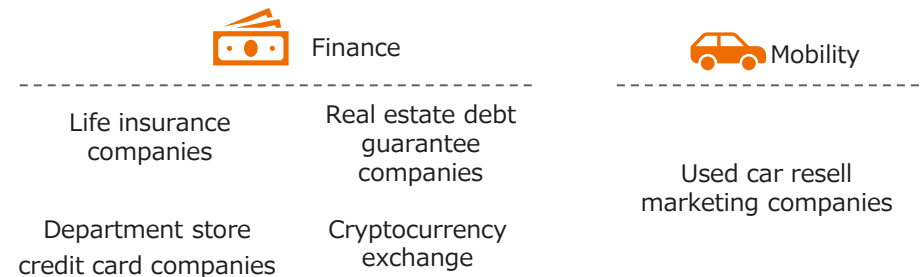 Finance
Life insurance
companies
Real estate debt
guarantee
companies
Department store
credit card companies
Cryptocurrency
exchange
Mobility
Used car resell
marketing companies